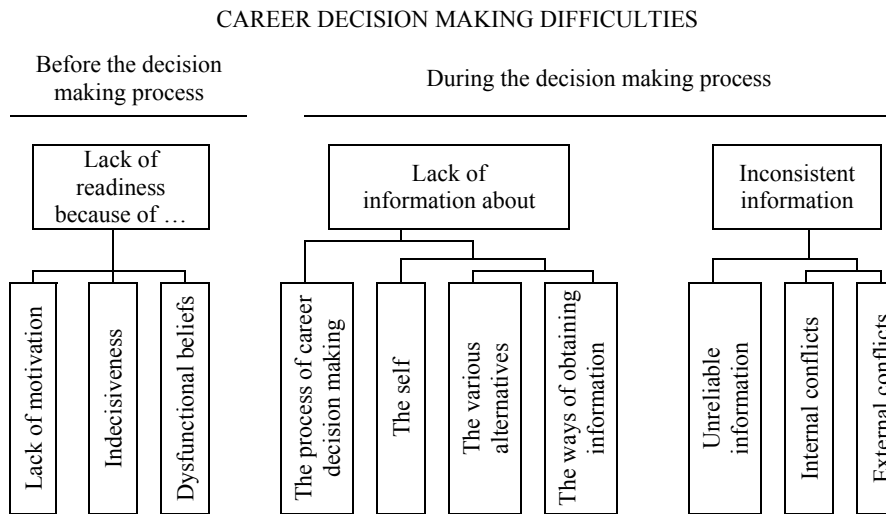 CAREER DECISION MAKING DIFFICULTIES
Before the decision
making process
During the decision making process
Lack of
readiness
because of …
Lack of
information about
Inconsistent
information
Lack of motivation
Indecisiveness
Dysfunctional beliefs
The process of career
decision making
The self
The various
alternatives
The ways of obtaining
information
Unreliable
information
Internal conflicts
External conflicts